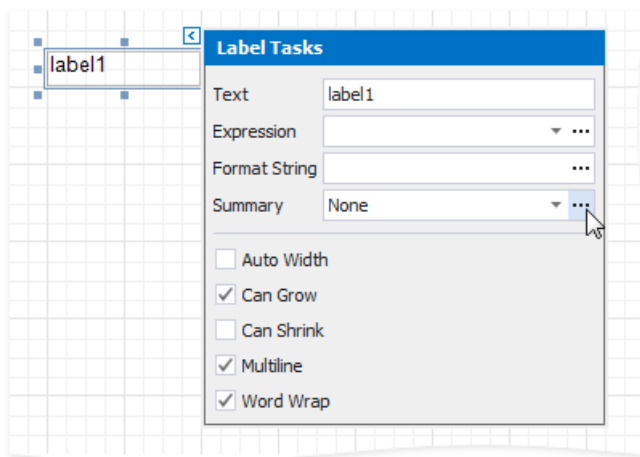 label1
Label Tasks
Text label1
Expression
Format String
Summary None
Auto Width
Can Grow
Can Shrink
Multiline
Word Wrap